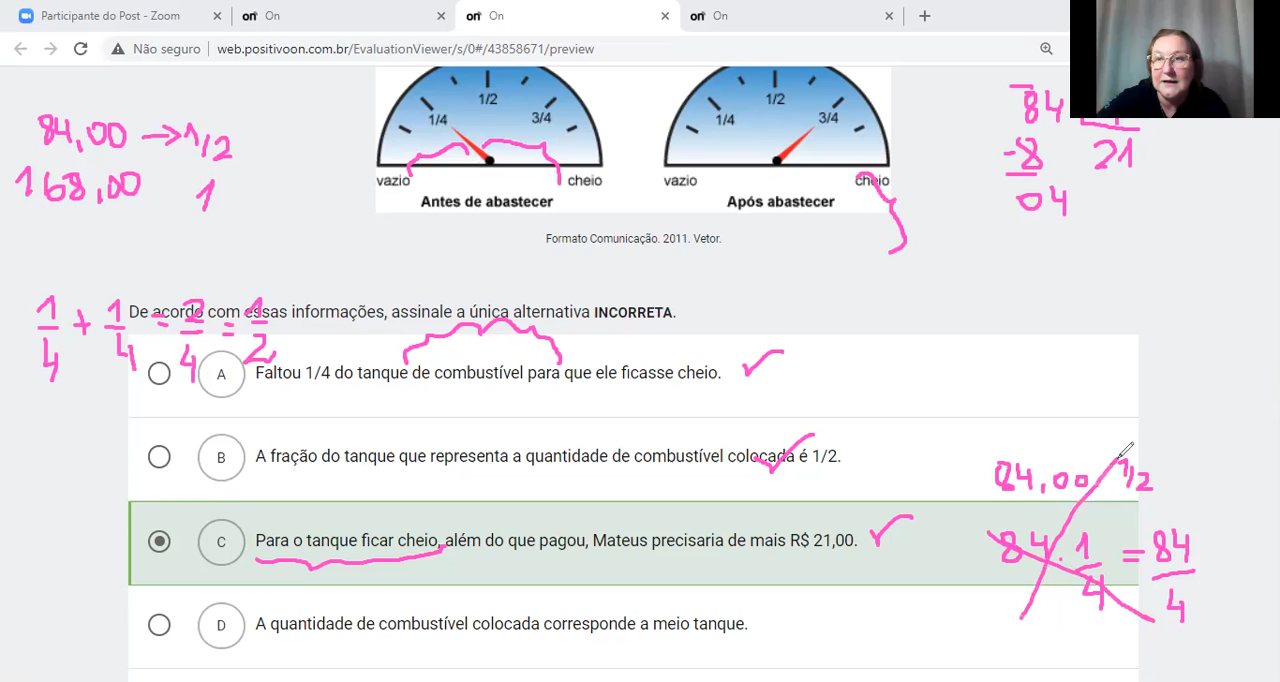 Participante do Post - Zoom
on On
on On
on On
Não seguro
web.positivoon.com.br/EvaluationViewer/s/0#/43858671/preview
1/4
1/2
3/4
vazio
cheio
Antes de abastecer
1/4
1/2
3/4
vazio
cheio
Após abastecer
84,00 → 1/2
168,00 1
84
-8 21
04
Formato Comunicação. 2011. Vetor.
De acordo com essas informações, assinale a única alternativa INCORRETA.
1/4 + 1/4 = 2/4 = 1/2
A Faltou 1/4 do tanque de combustível para que ele ficasse cheio.
B A fração do tanque que representa a quantidade de combustível colocada é 1/2.
84,00 1/2
C Para o tanque ficar cheio, além do que pagou, Mateus precisaria de mais R$ 21,00.
84 . 1/4 = 84/4
D A quantidade de combustível colocada corresponde a meio tanque.